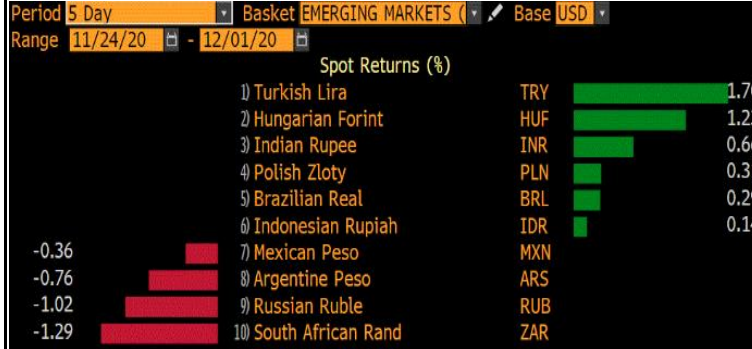 Period 5 Day Basket EMERGING MARKETS ( Base USD
Range 11/24/20 - 12/01/20
Spot Returns (%)
1) Turkish Lira TRY 1.70
2) Hungarian Forint HUF 1.2
3) Indian Rupee INR 0.6
4) Polish Zloty PLN 0.3
5) Brazilian Real BRL 0.29
6) Indonesian Rupiah IDR 0.14
-0.36 7) Mexican Peso MXN
-0.76 8) Argentine Peso ARS
-1.02 9) Russian Ruble RUB
-1.29 10) South African Rand ZAR